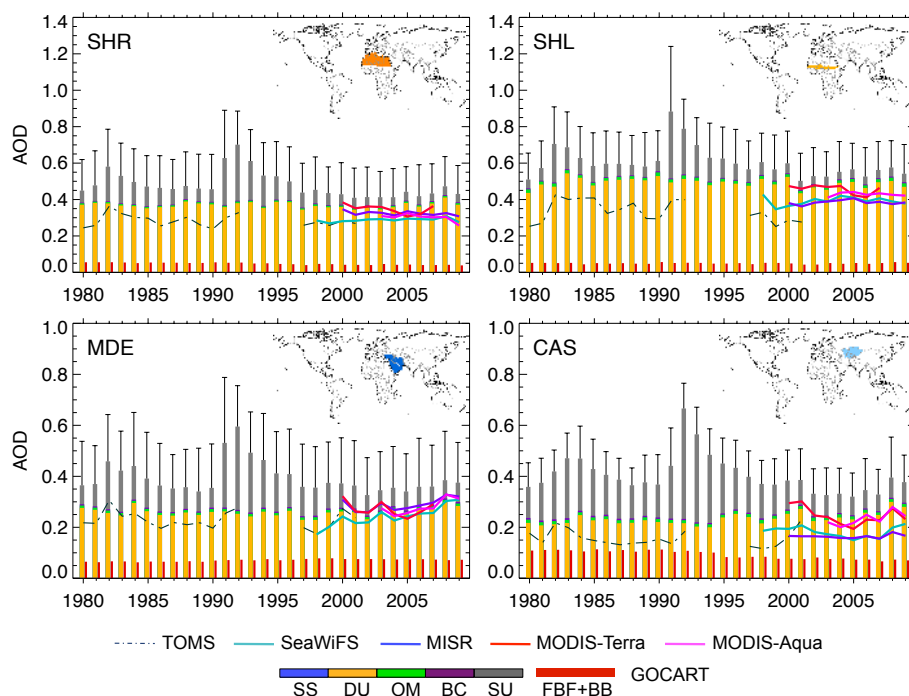 SHR
AOD
1.4
1.2
1.0
0.8
0.6
0.4
0.2
0.0
1980 1985 1990 1995 2000 2005
SHL
1.4
1.2
1.0
0.8
0.6
0.4
0.2
0.0
1980 1985 1990 1995 2000 2005
MDE
AOD
1.0
0.8
0.6
0.4
0.2
0.0
1980 1985 1990 1995 2000 2005
CAS
1.0
0.8
0.6
0.4
0.2
0.0
1980 1985 1990 1995 2000 2005
TOMS SeaWiFS MISR MODIS-Terra MODIS-Aqua
GOCART
SS DU OM BC SU FBF+BB